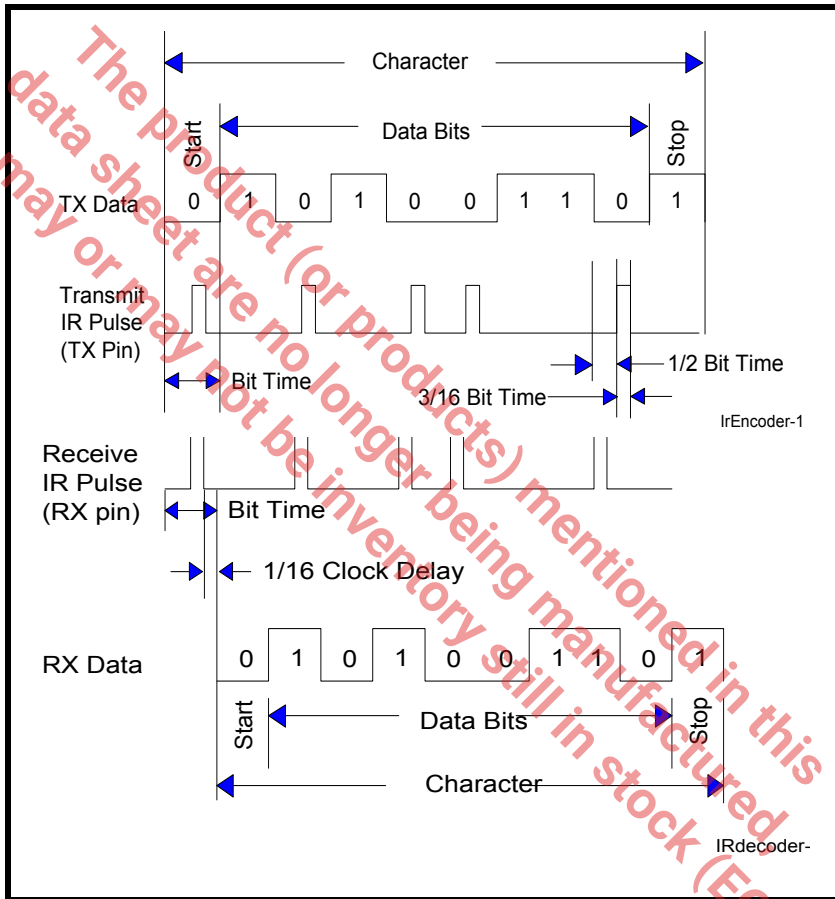 Character
Start
Data Bits
Stop
TX Data
0 1 0 1 0 0 1 1 0 1
Transmit
IR Pulse
(TX Pin)
1/2 Bit Time
Bit Time
3/16 Bit Time
IrEncoder-1
Receive
IR Pulse
(RX pin)
Bit Time
1/16 Clock Delay
RX Data
0 1 0 1 0 0 1 1 0 1
Start
Data Bits
Stop
Character
IRdecoder-
The product (or products) mentioned in this
data sheet are no longer being manufactured,
may or may not be inventory still in stock